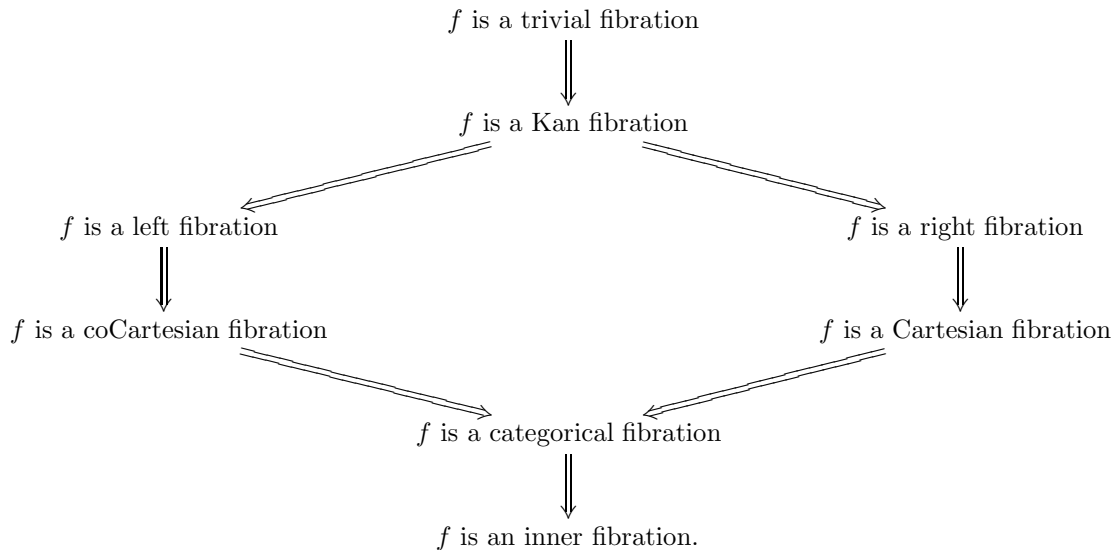 f is a trivial fibration
f is a Kan fibration
f is a left fibration
f is a right fibration
f is a coCartesian fibration
f is a Cartesian fibration
f is a categorical fibration
f is an inner fibration.